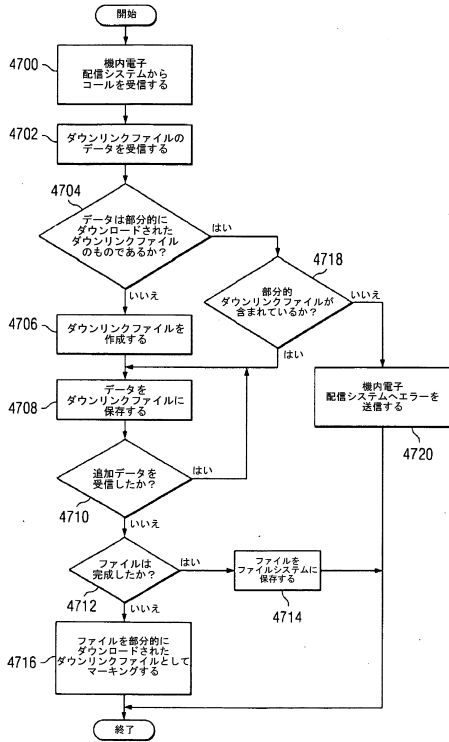 開始
4700
機内電子
配信システムから
コールを受信する
4702
ダウンリンクファイルの
データを受信する
4704
データは部分的に
ダウンロードされた
ダウンリンクファイル
のものであるか?
はい
いいえ
4718
部分的
ダウンリンクファイルが
含まれているか?
いいえ
はい
4706
ダウンリンクファイルを
作成する
4708
データを
ダウンリンクファイルに
保存する
機内電子
配信システムへエラーを
送信する
4720
追加データを
受信したか?
はい
4710
いいえ
ファイルは
完成したか?
はい
4712
いいえ
ファイルを
ファイルシステムに
保存する
4714
4716
ファイルを部分的に
ダウンロードされた
ダウンリンクファイルとして
マーキングする
終了